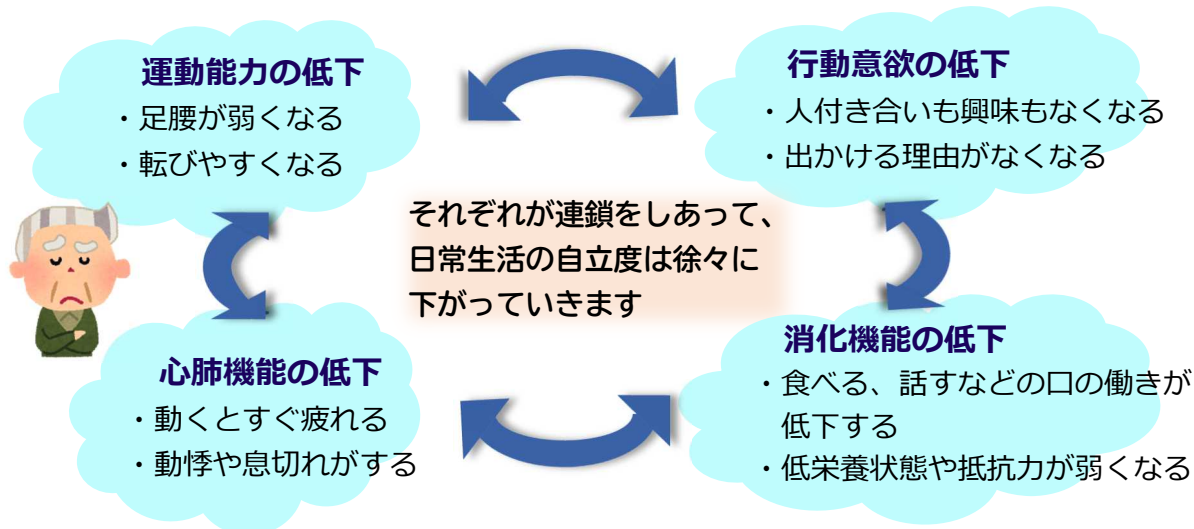 運動能力の低下
・足腰が弱くなる
・転びやすくなる
行動意欲の低下
・人付き合いも興味もなくなる
・出かける理由がなくなる
それぞれが連鎖をしあって、
日常生活の自立度は徐々に
下がっていきます
心肺機能の低下
・動くとすぐ疲れる
・動悸や息切れがする
消化機能の低下
・食べる、話すなどの口の働きが
低下する
・低栄養状態や抵抗力が弱くなる